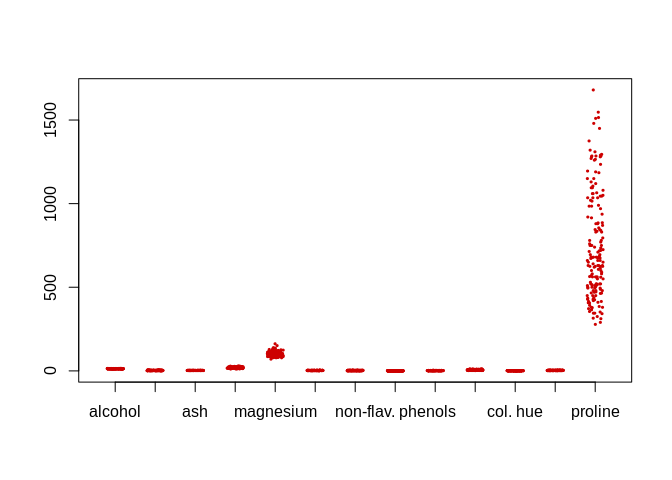 1500
1000
500
0
alcohol ash magnesium non-flav. phenols col. hue proline